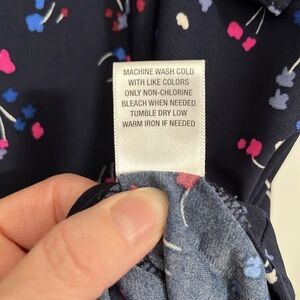 MACHINE WASH COLD
WITH LIKE COLORS
ONLY NON-CHLORINE
BLEACH WHEN NEEDED
TUMBLE DRY LOW
WARM IRON IF NEEDED